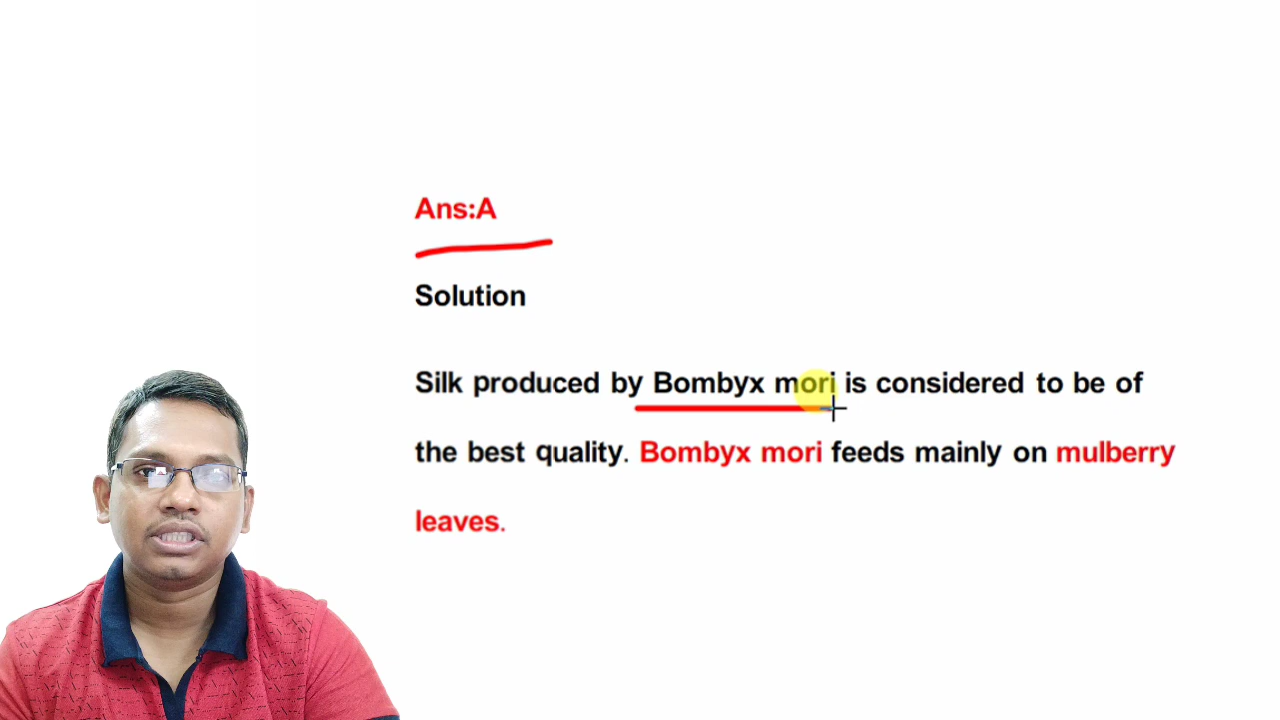 Ans:A
Solution
Silk produced by Bombyx mori is considered to be of
the best quality. Bombyx mori feeds mainly on mulberry
leaves.